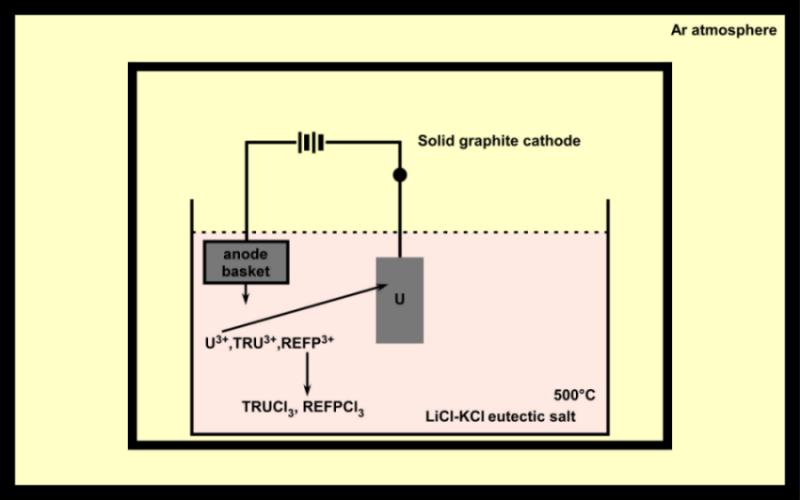 Ar atmosphere
Solid graphite cathode
anode
basket
U
U³⁺,TRU³⁺,REFP³⁺
TRUCl₃, REFPCl₃
500°C
LiCl-KCl eutectic salt